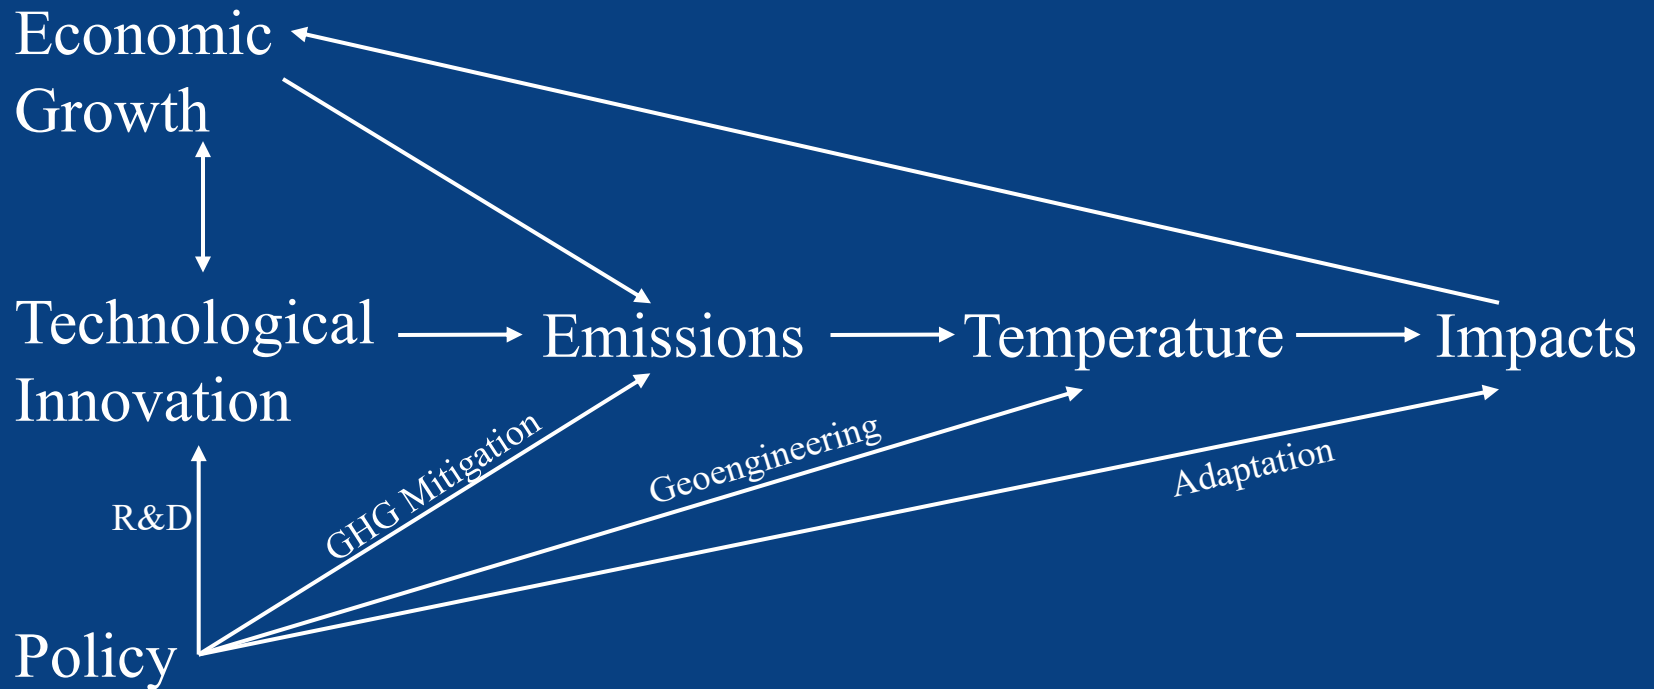 Economic
Growth
Technological
Innovation
Emissions
Temperature
Impacts
R&D
GHG Mitigation
Geoengineering
Adaptation
Policy